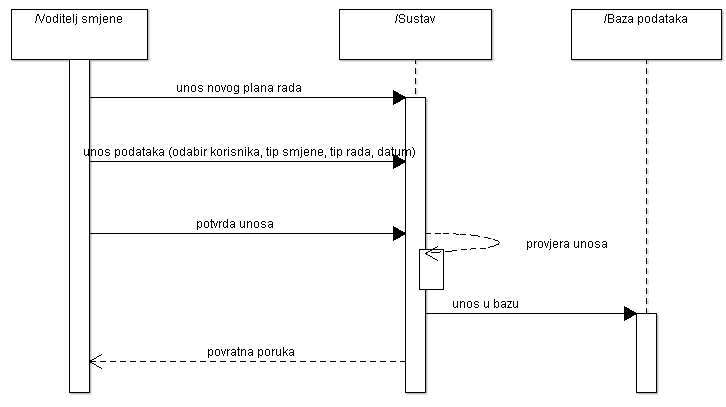 /Voditelj smjene
/Sustav
/Baza podataka
unos novog plana rada
unos podataka (odabir korisnika, tip smjene, tip rada, datum)
potvrda unosa
provjera unosa
unos u bazu
povratna poruka